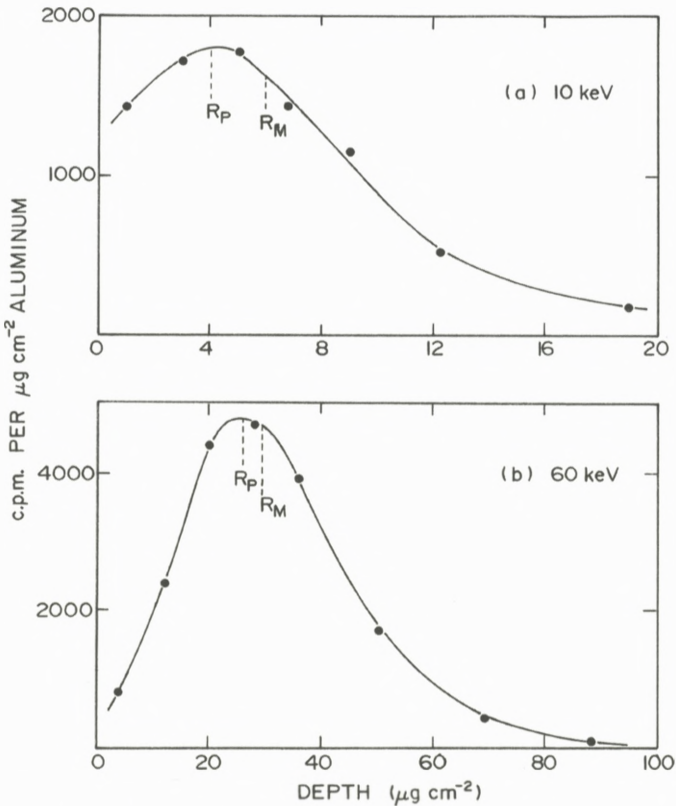 2000
(a) 10 keV
R_P
R_M
1000
0 4 8 12 16 20
c.p.m. PER μg cm⁻² ALUMINUM
4000
(b) 60 keV
R_P
R_M
2000
0 20 40 60 80 100
DEPTH (μg cm⁻²)